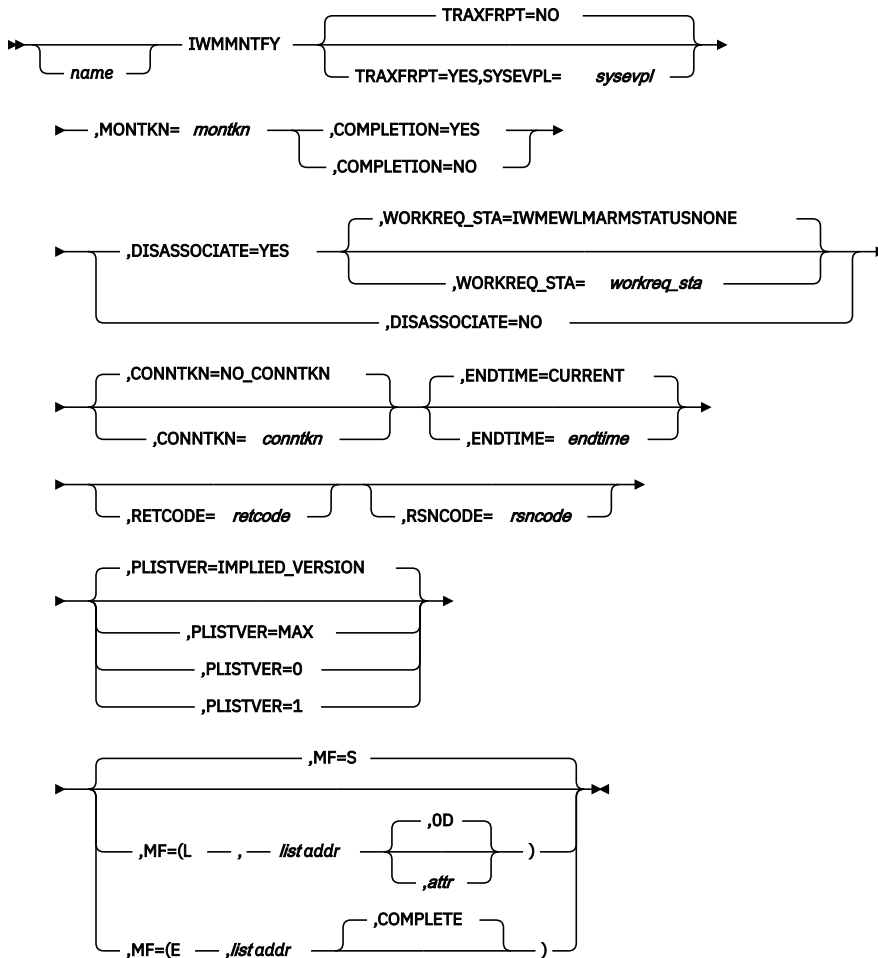 TRAXFRPT=NO
name IWMMNTFY
TRAXFRPT=YES,SYSEVPL= sysevpl
,MONTKN= montkn ,COMPLETION=YES
,COMPLETION=NO
,WORKREQ_STA=IWMEWLMARMSTATUSNONE
,DISASSOCIATE=YES
,WORKREQ_STA= workreq_sta
,DISASSOCIATE=NO
,CONNTKN=NO_CONNTKN ,ENDTIME=CURRENT
,CONNTKN= conntkn ,ENDTIME= endtime
,RETCODE= retcode ,RSNCODE= rsncode
,PLISTVER=IMPLIED_VERSION
,PLISTVER=MAX
,PLISTVER=0
,PLISTVER=1
,MF=S
,0D
,MF=(L , list addr )
,attr
,COMPLETE
,MF=(E ,list addr )